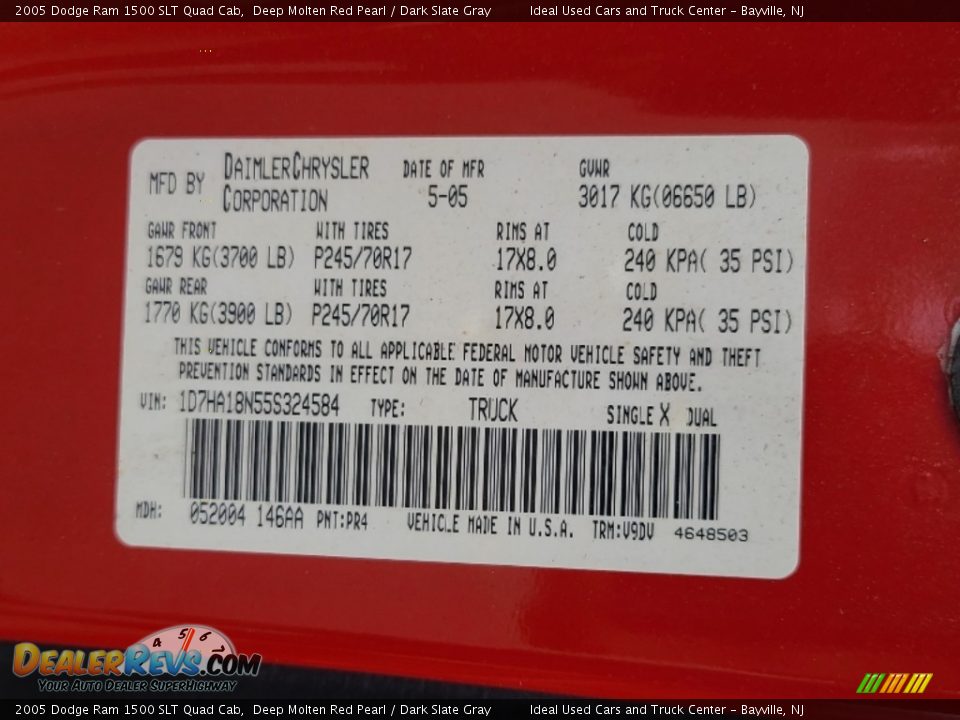 2005 Dodge Ram 1500 SLT Quad Cab, Deep Molten Red Pearl / Dark Slate Gray Ideal Used Cars and Truck Center - Bayville, NJ
MFD BY DAIMLERCHRYSLER CORPORATION DATE OF MFR 5-05 GVWR 3017 KG(06650 LB)
GAWR FRONT WITH TIRES RIMS AT COLD
1679 KG(3700 LB) P245/70R17 17X8.0 240 KPA( 35 PSI)
GAWR REAR WITH TIRES RIMS AT COLD
1770 KG(3900 LB) P245/70R17 17X8.0 240 KPA( 35 PSI)
THIS VEHICLE CONFORMS TO ALL APPLICABLE FEDERAL MOTOR VEHICLE SAFETY AND THEFT
PREVENTION STANDARDS IN EFFECT ON THE DATE OF MANUFACTURE SHOWN ABOVE.
VIN: 1D7HA18N55S324584 TYPE: TRUCK SINGLE X DUAL
MDH: 052004 146AA PNT:PR4 VEHICLE MADE IN U.S.A. TRM:V9DV 4648503
4 5 6 7
DEALERREVS.COM
Your Auto Dealer SuperHighway
2005 Dodge Ram 1500 SLT Quad Cab, Deep Molten Red Pearl / Dark Slate Gray Ideal Used Cars and Truck Center - Bayville, NJ